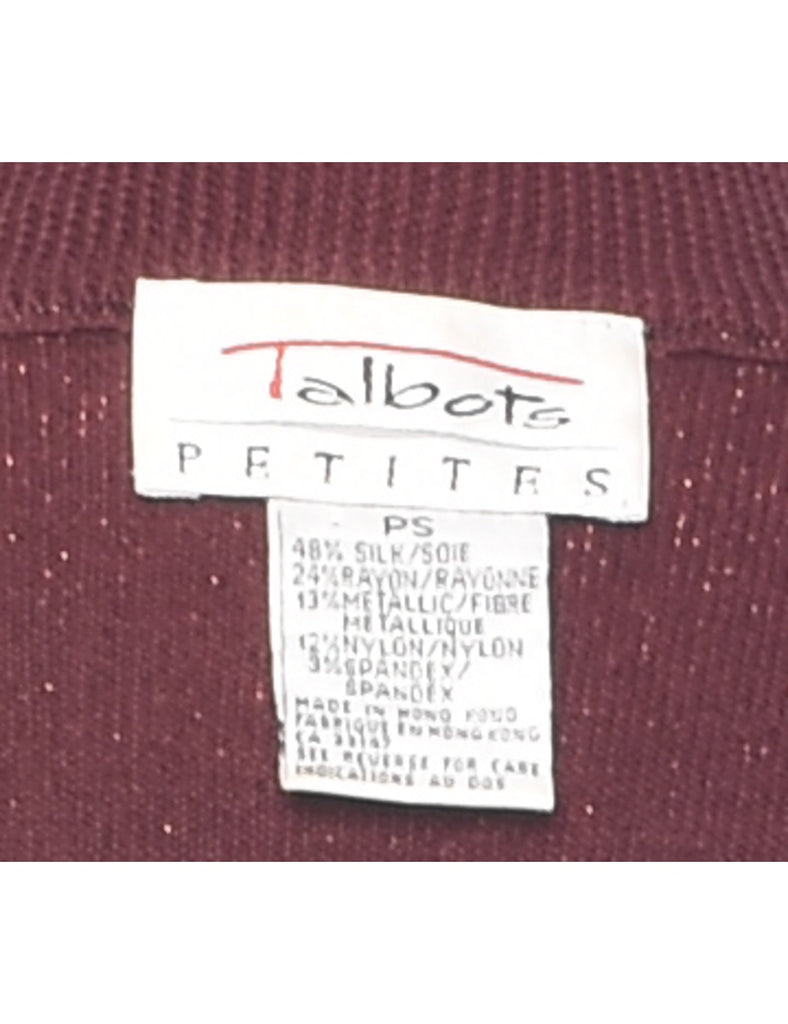 Talbots
PETITES
PS
48% SILK/SOIE
24% RAYON/RAYONNE
13% METALLIC/FIBRE
METALLIQUE
12% NYLON/NYLON
3% SPANDEX/
SPANDEX
MADE IN HONG KONG
FABRIQUE EN HONG KONG
CA
SEE REVERSE FOR CARE
INDICATIONS AU DOS